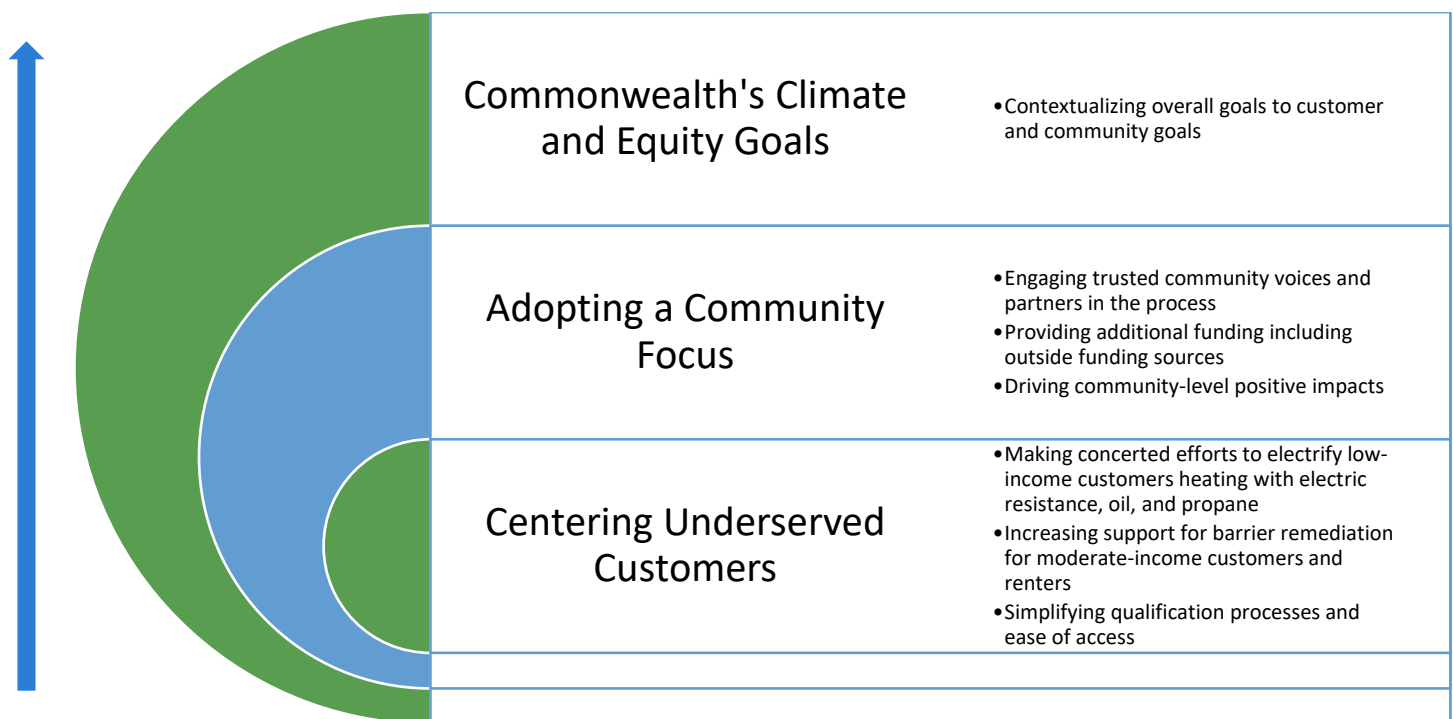 Commonwealth's Climate
and Equity Goals
•Contextualizing overall goals to customer
and community goals
Adopting a Community
Focus
•Engaging trusted community voices and
partners in the process
•Providing additional funding including
outside funding sources
•Driving community-level positive impacts
Centering Underserved
Customers
•Making concerted efforts to electrify low-
income customers heating with electric
resistance, oil, and propane
•Increasing support for barrier remediation
for moderate-income customers and
renters
•Simplifying qualification processes and
ease of access